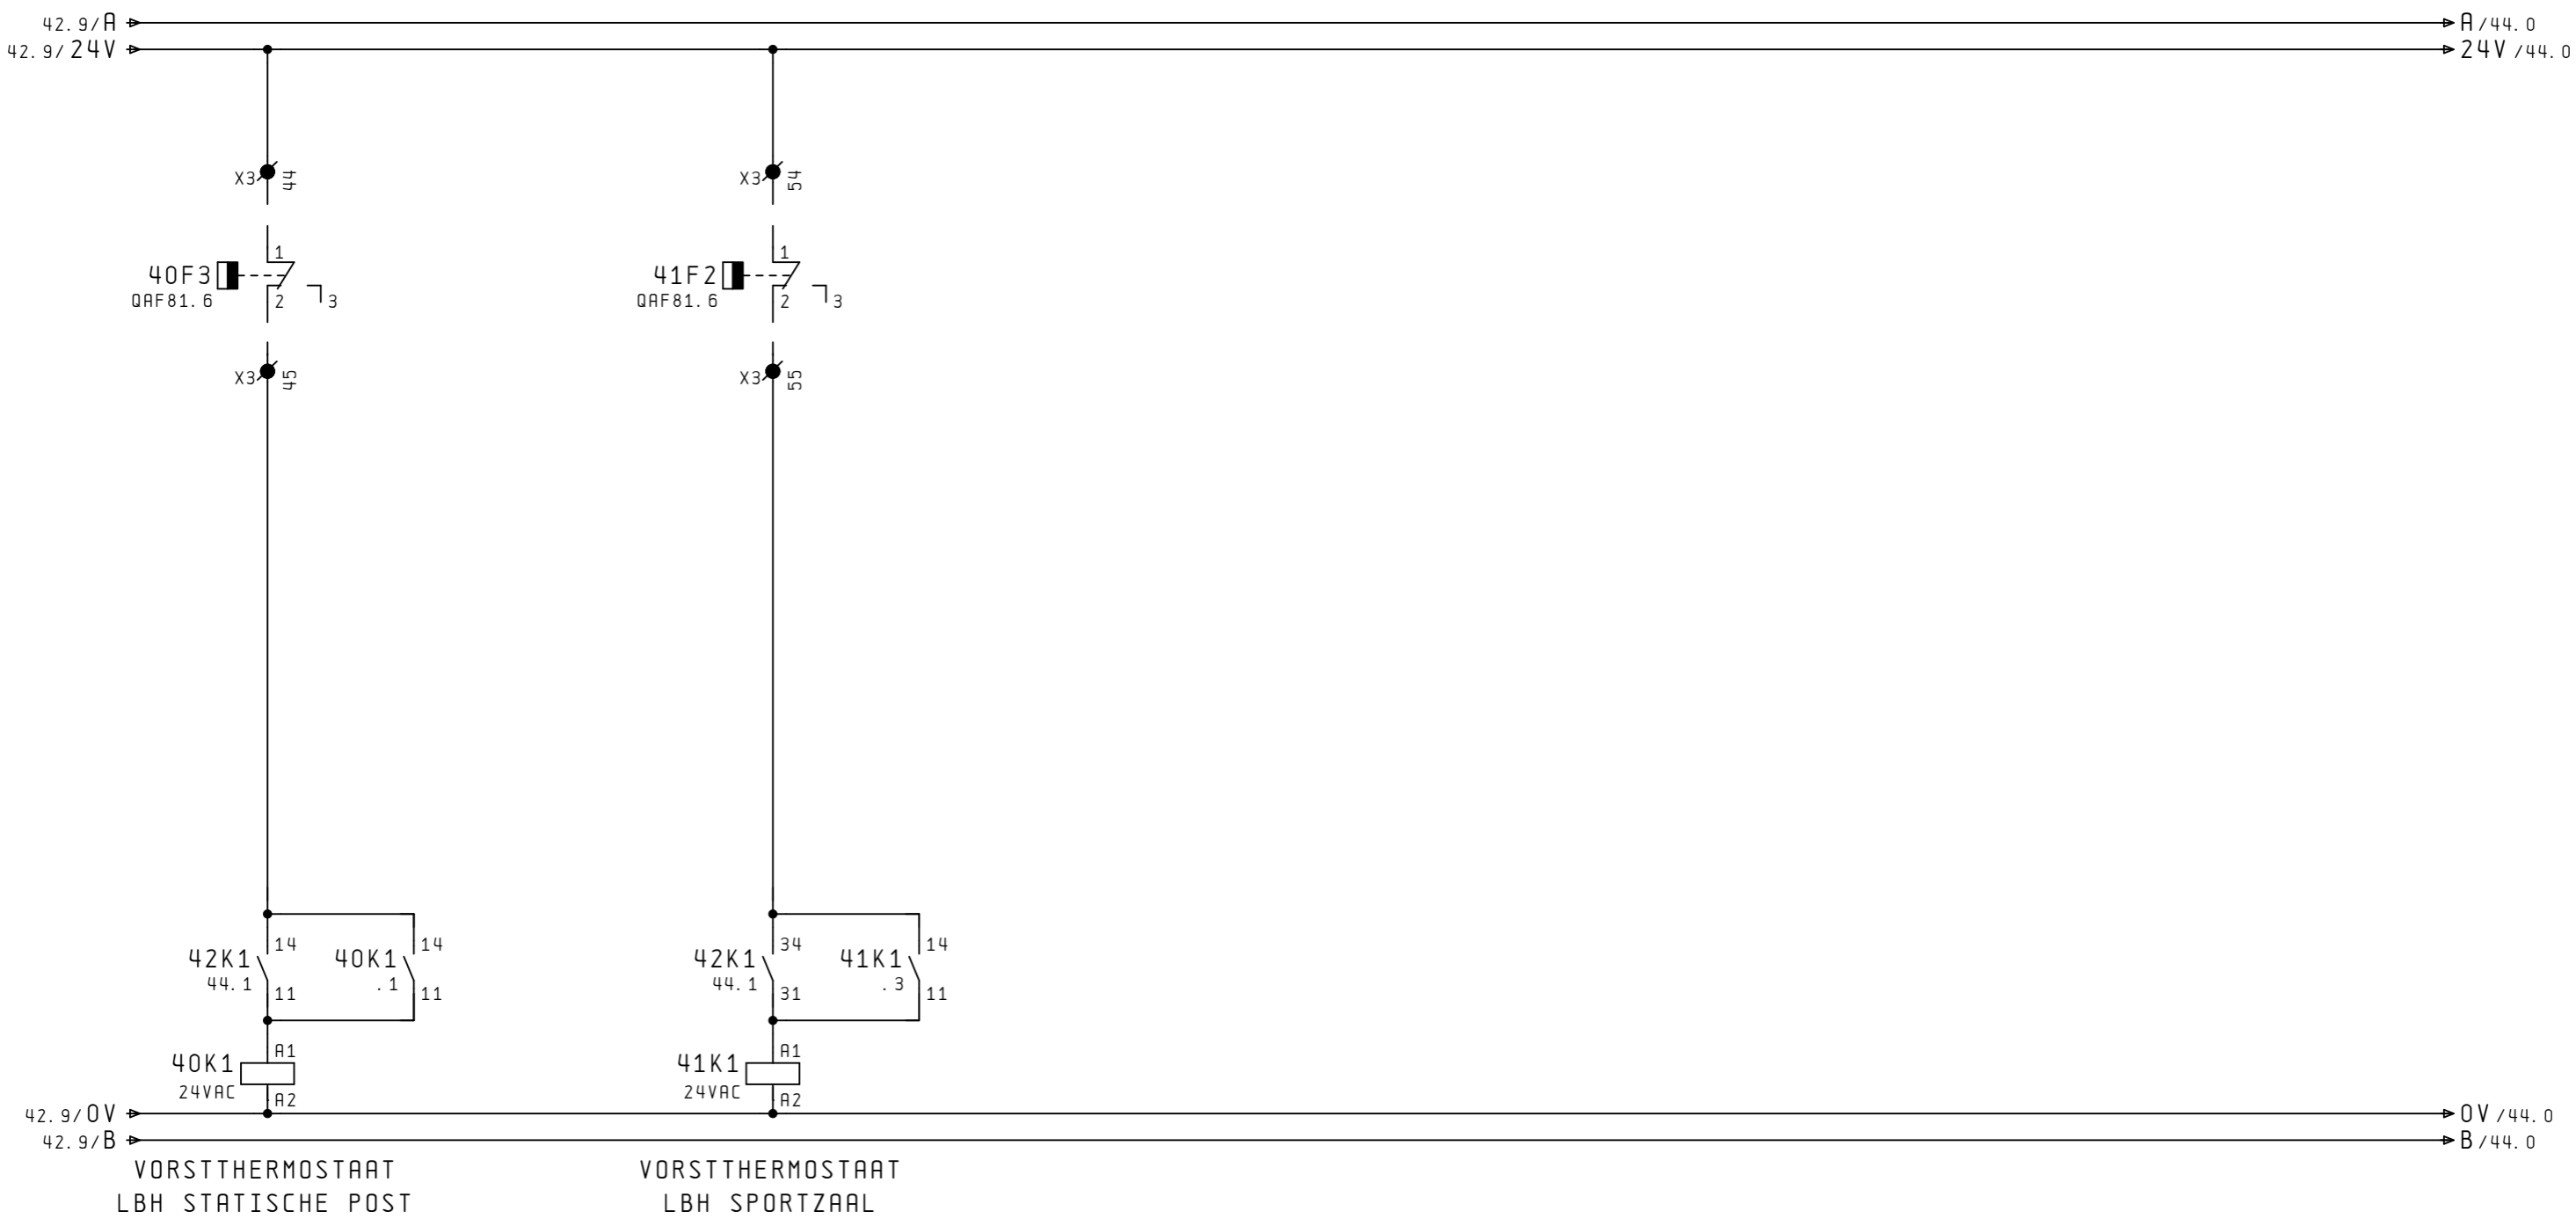 42.9/A A/44.0
42.9/24V 24V/44.0
X3 44 X3 54
1 1
40F3 41F2
QAF81.6 2 3 QAF81.6 2 3
X3 45 X3 55
14 14 34 14
42K1 40K1 42K1 41K1
44.1 .1 44.1 .3
11 11 31 11
A1 A1
40K1 41K1
24VAC 24VAC
A2 A2
42.9/0V 0V/44.0
42.9/B B/44.0
VORSTTHERMOSTAAT VORSTTHERMOSTAAT
LBH STATISCHE POST LBH SPORTZAAL